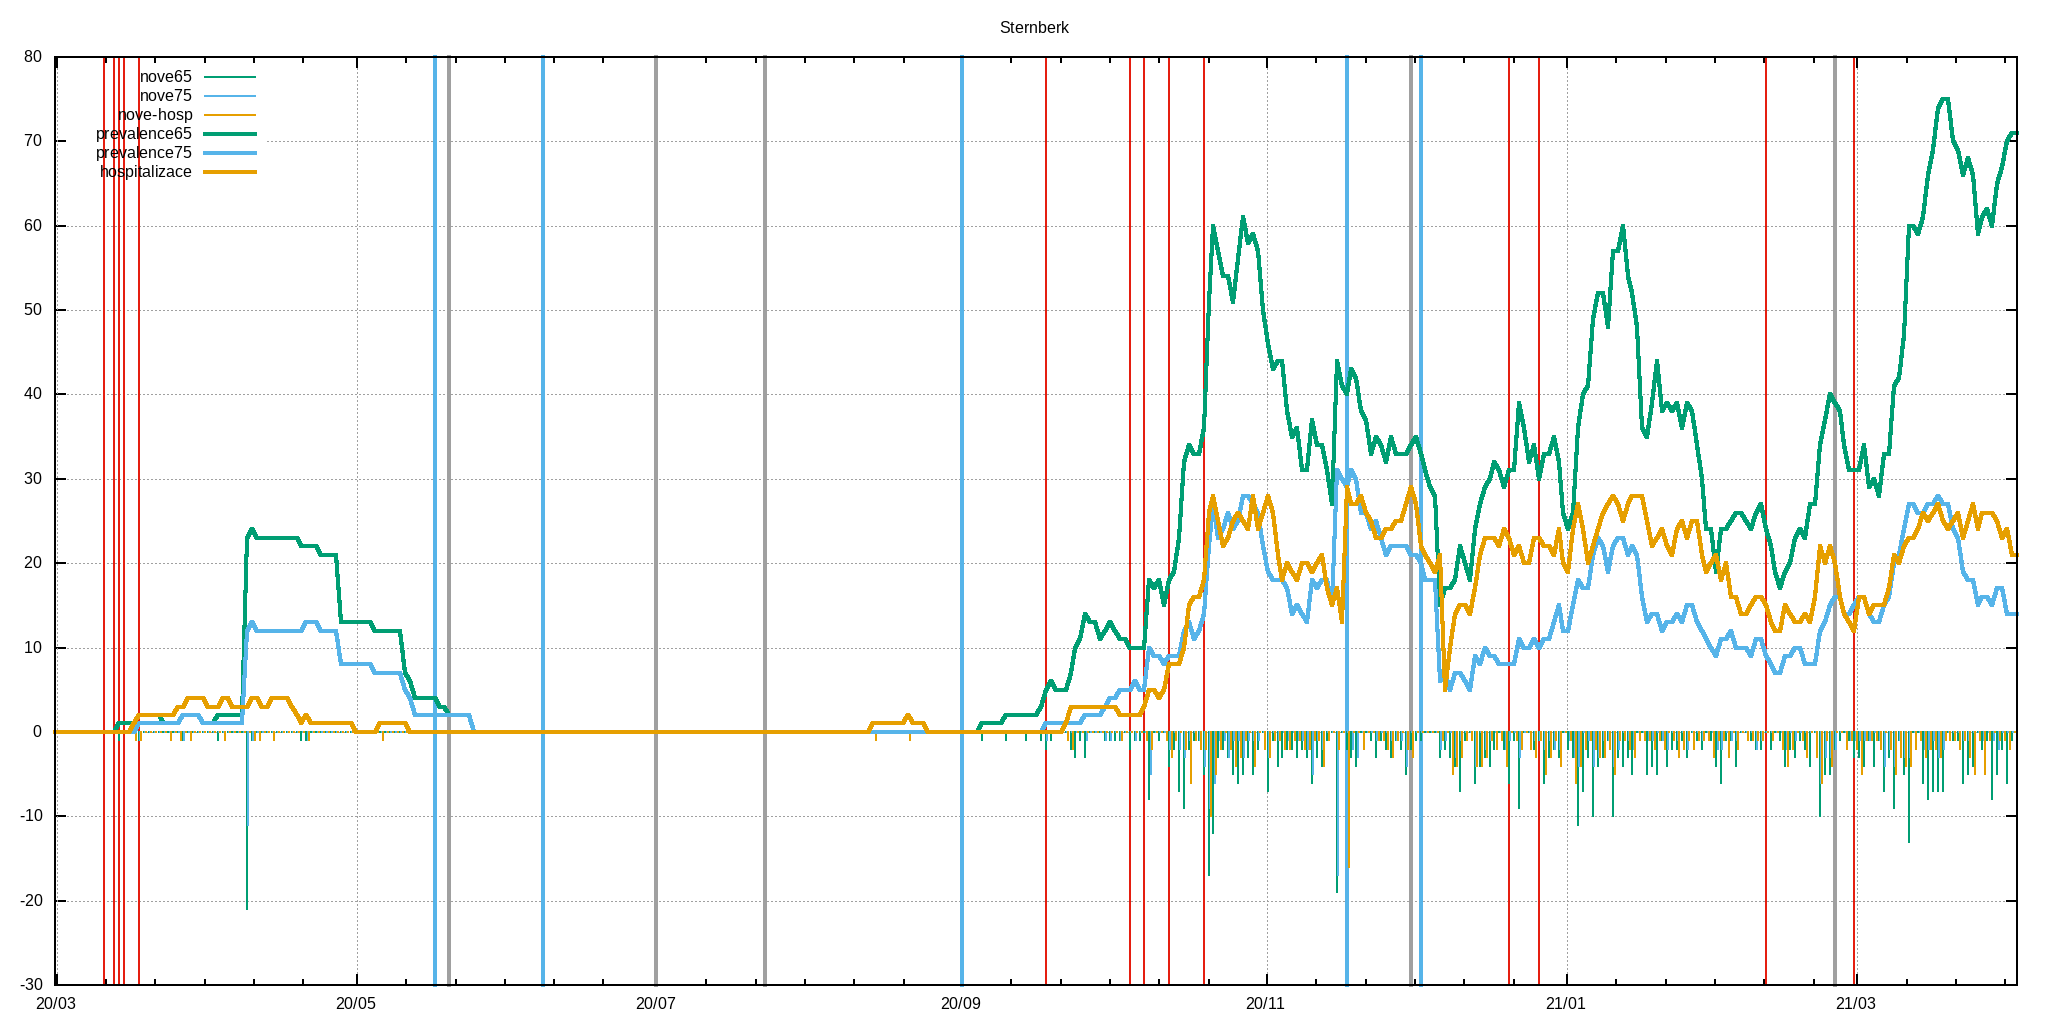 Sternberk
80
70
60
50
40
30
20
10
0
-10
-20
-30
nove65
nove75
nove-hosp
prevalence65
prevalence75
hospitalizace
20/03 20/05 20/07 20/09 20/11 21/01 21/03